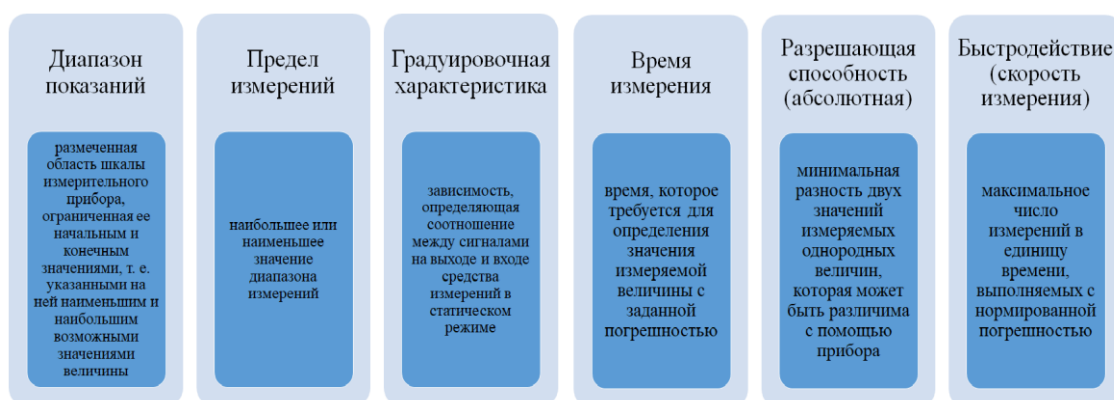 Диапазон
показаний
размеченная
область шкалы
измерительного
прибора,
ограниченная ее
начальным и
конечным
значениями, т. е.
указанными на
ней наименьшим и
наибольшим
возможными
значениями
величины
Предел
измерений
наибольшее или
наименьшее
значение
диапазона
измерений
Градуировочная
характеристика
зависимость,
определяющая
соотношение
между сигналами
на выходе и входе
средства
измерений в
статическом
режиме
Время
измерения
время, которое
требуется для
определения
значения
измеряемой
величины с
заданной
погрешностью
Разрешающая
способность
(абсолютная)
минимальная
разность двух
значений
измеряемых
однородных
величин,
которая может
быть различима
с помощью
прибора
Быстродействие
(скорость
измерения)
максимальное
число
измерений в
единицу
времени,
выполняемых с
нормированной
погрешностью